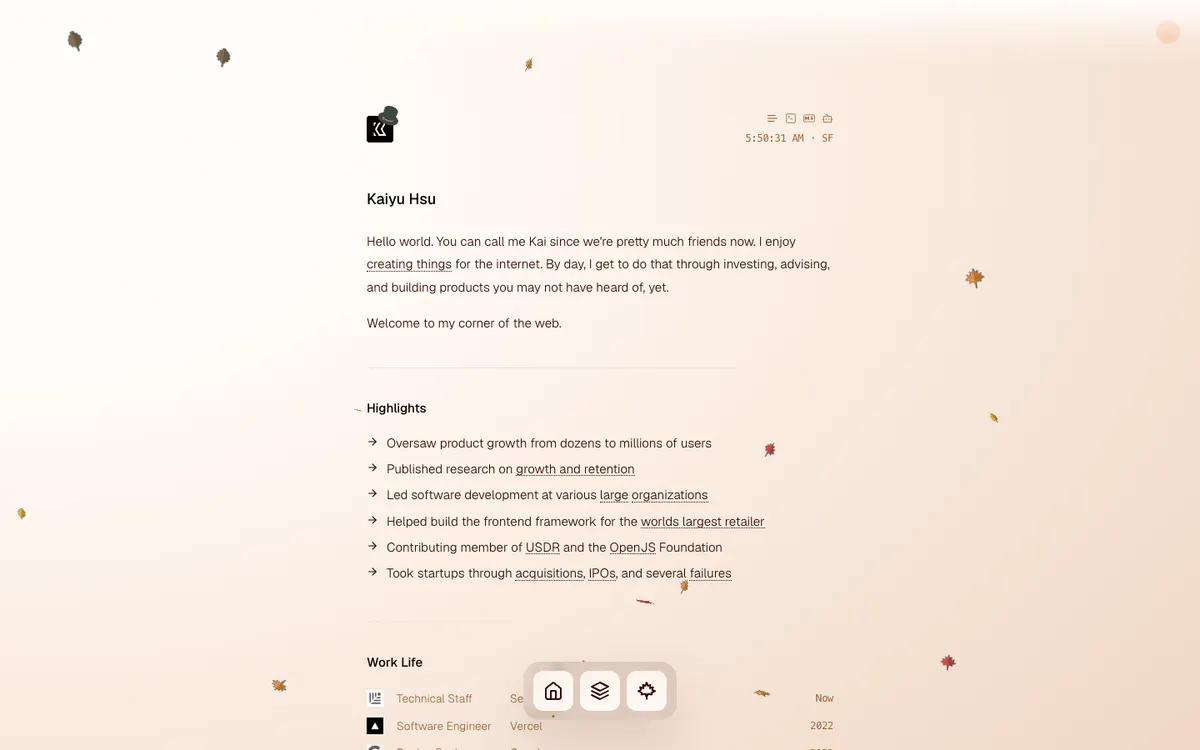 5:50:31 AM · SF
Kaiyu Hsu
Hello world. You can call me Kai since we're pretty much friends now. I enjoy
creating things for the internet. By day, I get to do that through investing, advising,
and building products you may not have heard of, yet.
Welcome to my corner of the web.
Highlights
→ Oversaw product growth from dozens to millions of users
→ Published research on growth and retention
→ Led software development at various large organizations
→ Helped build the frontend framework for the worlds largest retailer
→ Contributing member of USDR and the OpenJS Foundation
→ Took startups through acquisitions, IPOs, and several failures
Work Life
Technical Staff Now
Software Engineer Vercel 2022